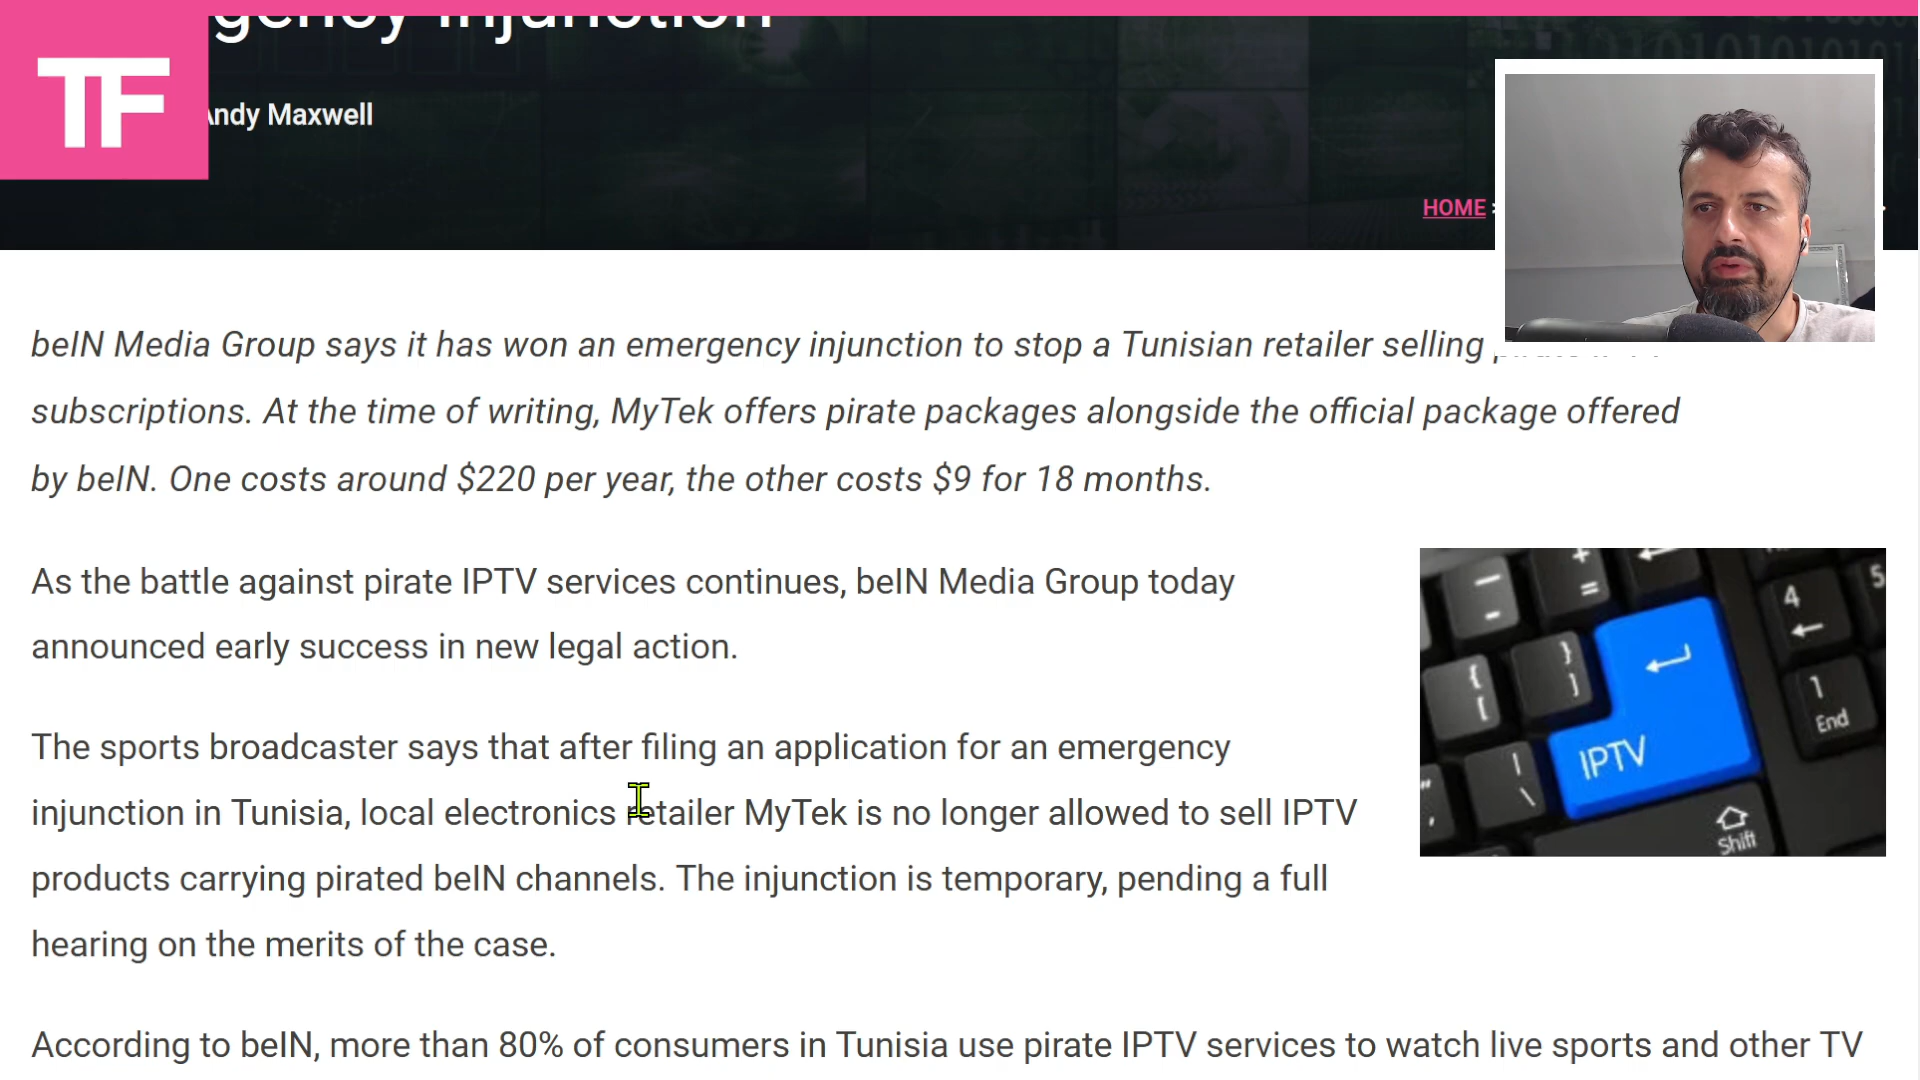 Injunction
TF
Andy Maxwell
HOME
beIN Media Group says it has won an emergency injunction to stop a Tunisian retailer selling
subscriptions. At the time of writing, MyTek offers pirate packages alongside the official package offered
by beIN. One costs around $220 per year, the other costs $9 for 18 months.
As the battle against pirate IPTV services continues, beIN Media Group today
announced early success in new legal action.
The sports broadcaster says that after filing an application for an emergency
injunction in Tunisia, local electronics retailer MyTek is no longer allowed to sell IPTV
products carrying pirated beIN channels. The injunction is temporary, pending a full
hearing on the merits of the case.
IPTV
4
5
1
End
Shift
According to beIN, more than 80% of consumers in Tunisia use pirate IPTV services to watch live sports and other TV